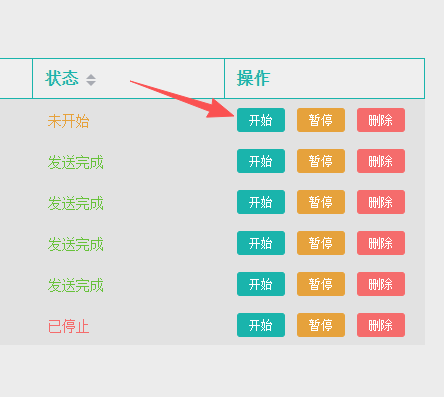 状态 操作
未开始 开始 暂停 删除
发送完成 开始 暂停 删除
发送完成 开始 暂停 删除
发送完成 开始 暂停 删除
发送完成 开始 暂停 删除
已停止 开始 暂停 删除